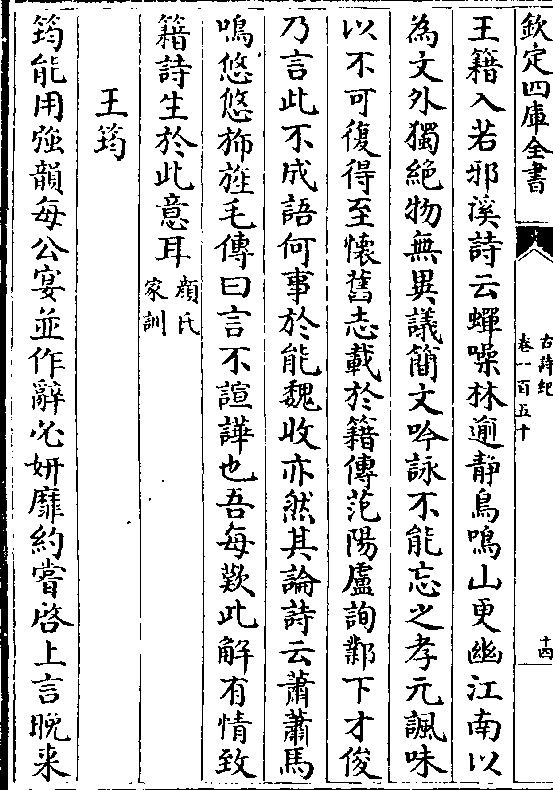 欽定四庫全書
古詩紀
卷一百五十
十四
王籍入若邪溪詩云蟬噪林逾静鳥鳴山更幽江南以
為文外獨絶物無異議簡文吟詠不能忘之孝元諷味
以不可復得至懷舊志載於籍傳范陽盧詢鄴下才俊
乃言此不成語何事於能魏收亦然其論詩云蕭蕭馬
鳴悠悠斾旌毛傳曰言不諠譁也吾每歎此解有情致
籍詩生於此意耳顔氏
家訓
王筠
筠能用强韻每公宴並作辭必妍靡約嘗啓上言晚来